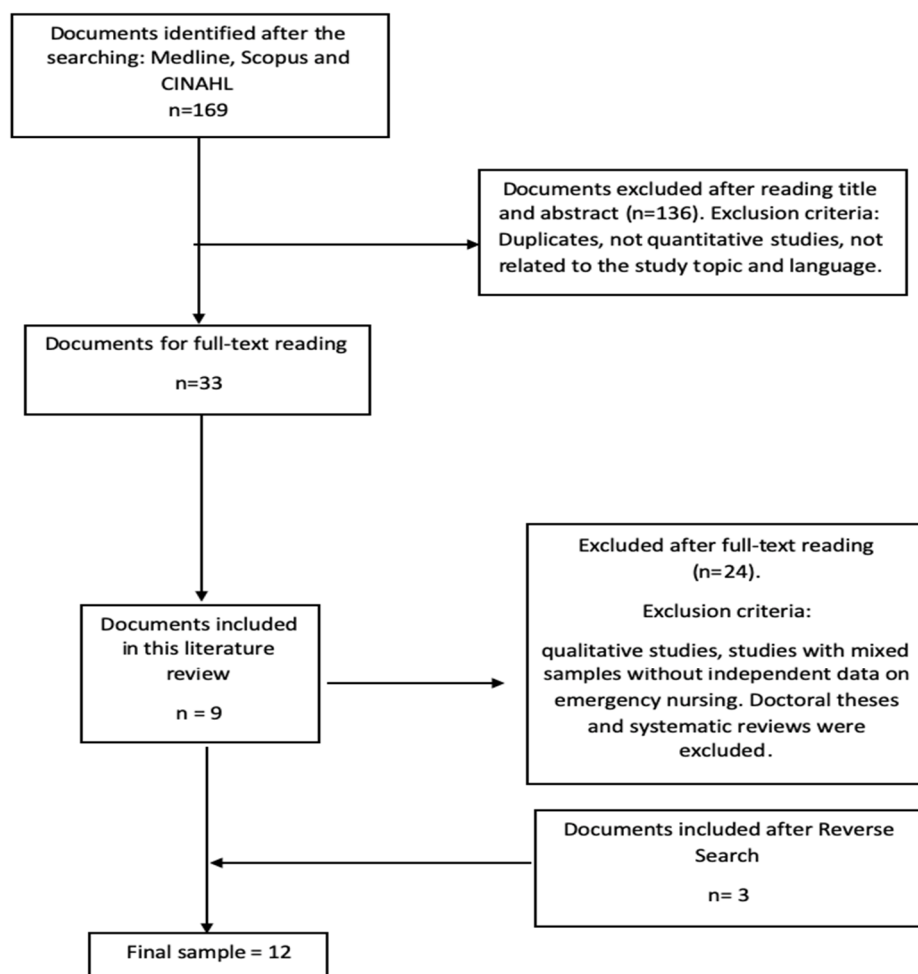 Documents identified after the
searching: Medline, Scopus and
CINAHL
n=169
Documents excluded after reading title
and abstract (n=136). Exclusion criteria:
Duplicates, not quantitative studies, not
related to the study topic and language.
Documents for full-text reading
n=33
Excluded after full-text reading
(n=24).
Exclusion criteria:
qualitative studies, studies with mixed
samples without independent data on
emergency nursing. Doctoral theses
and systematic reviews were
excluded.
Documents included
in this literature
review
n = 9
Documents included after Reverse
Search
n= 3
Final sample = 12